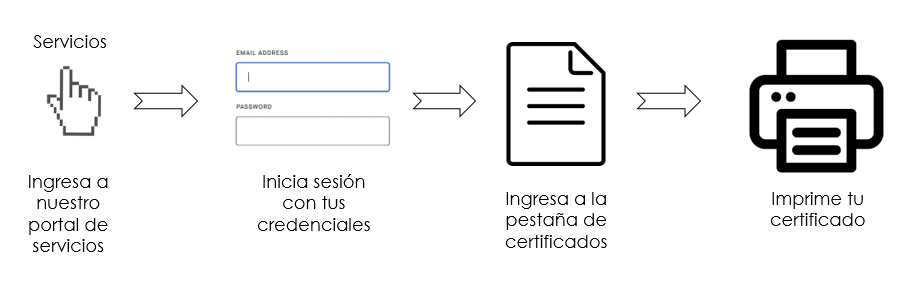 Servicios
Ingresa a
nuestro
portal de
servicios
EMAIL ADDRESS
PASSWORD
Inicia sesión
con tus
credenciales
Ingresa a la
pestaña de
certificados
Imprime tu
certificado